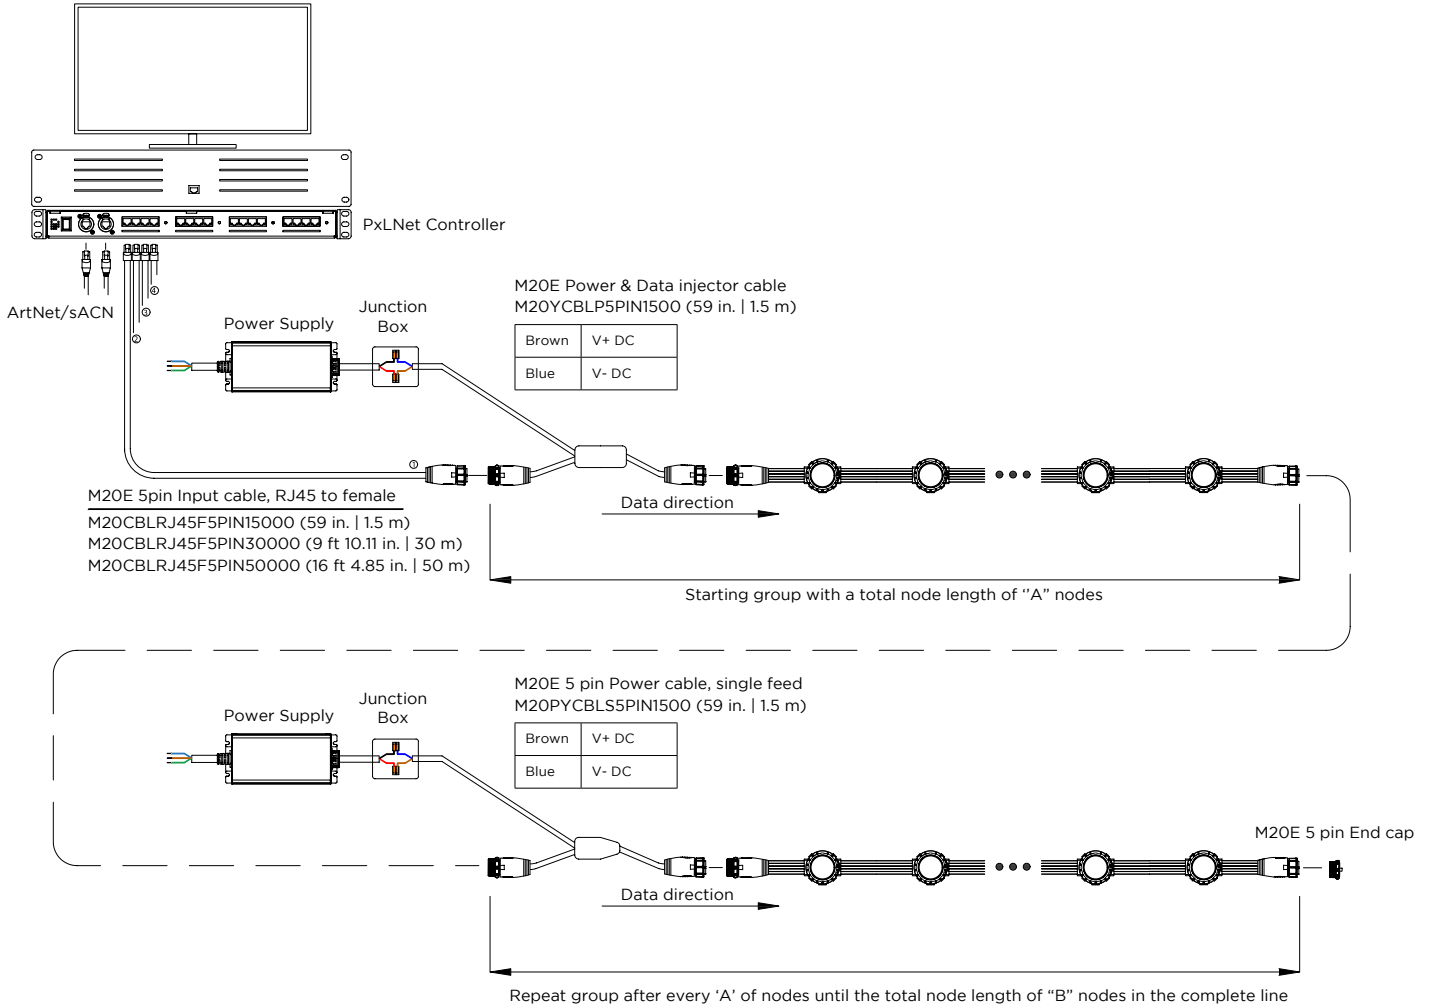 PxLNet Controller
ArtNet/sACN
④
③
②
①
Power Supply
Junction
Box
M20E Power & Data injector cable
M20YCBLP5PIN1500 (59 in. | 1.5 m)
Brown V+ DC
Blue V- DC
M20E 5pin Input cable, RJ45 to female
M20CBLRJ45F5PIN15000 (59 in. | 1.5 m)
M20CBLRJ45F5PIN30000 (9 ft 10.11 in. | 30 m)
M20CBLRJ45F5PIN50000 (16 ft 4.85 in. | 50 m)
Data direction
Starting group with a total node length of ‘’A” nodes
M20E 5 pin Power cable, single feed
M20PYCBLS5PIN1500 (59 in. | 1.5 m)
Power Supply
Junction
Box
Brown V+ DC
Blue V- DC
M20E 5 pin End cap
Data direction
Repeat group after every ‘A’ of nodes until the total node length of “B” nodes in the complete line